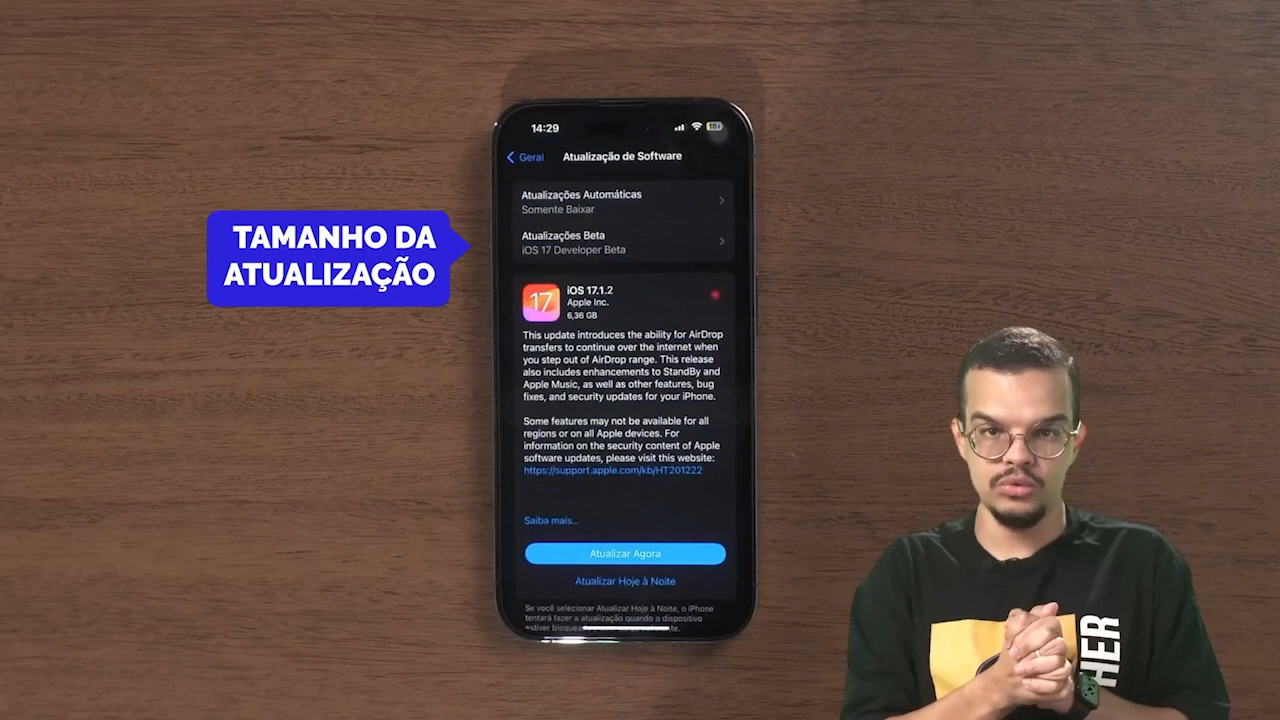 TAMANHO DA
ATUALIZAÇÃO
14:29
Geral
Atualização de Software
Atualizações Automáticas
Somente Baixar
Atualizações Beta
iOS 17 Developer Beta
17
iOS 17.1.2
Apple Inc.
6,36 GB
This update introduces the ability for AirDrop
transfers to continue over the internet when
you step out of AirDrop range. This release
also includes enhancements to StandBy and
Apple Music, as well as other features, bug
fixes, and security updates for your iPhone.
Some features may not be available for all
regions or on all Apple devices. For
information on the security content of Apple
software updates, please visit this website:
https://support.apple.com/kb/HT201222
Saiba mais...
Atualizar Agora
Atualizar Hoje à Noite
Se você selecionar Atualizar Hoje à Noite, o iPhone
tentará fazer a atualização quando o dispositivo
estiver
HER